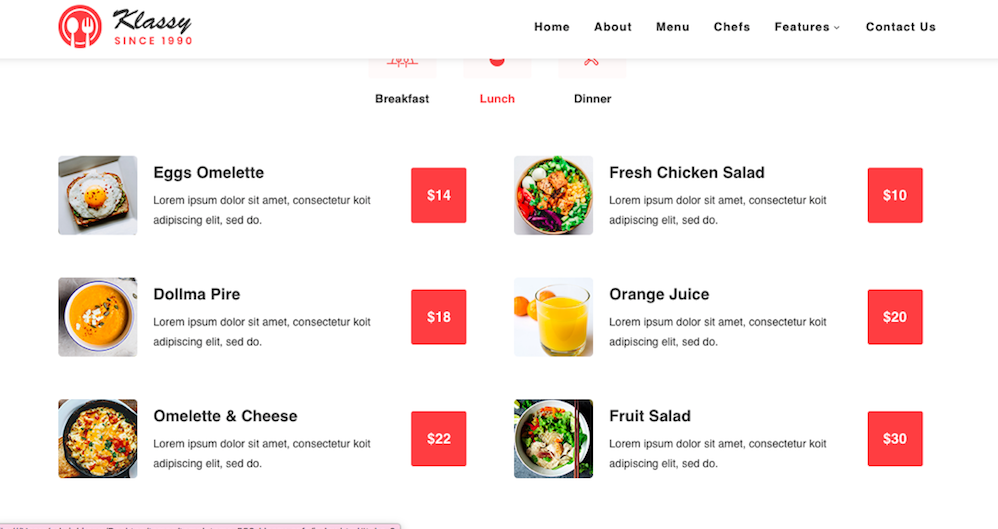 Klassy
SINCE 1990
Home About Menu Chefs Features Contact Us
Breakfast Lunch Dinner
Eggs Omelette
Lorem ipsum dolor sit amet, consectetur koit
adipiscing elit, sed do.
$14
Fresh Chicken Salad
Lorem ipsum dolor sit amet, consectetur koit
adipiscing elit, sed do.
$10
Dollma Pire
Lorem ipsum dolor sit amet, consectetur koit
adipiscing elit, sed do.
$18
Orange Juice
Lorem ipsum dolor sit amet, consectetur koit
adipiscing elit, sed do.
$20
Omelette & Cheese
Lorem ipsum dolor sit amet, consectetur koit
adipiscing elit, sed do.
$22
Fruit Salad
Lorem ipsum dolor sit amet, consectetur koit
adipiscing elit, sed do.
$30